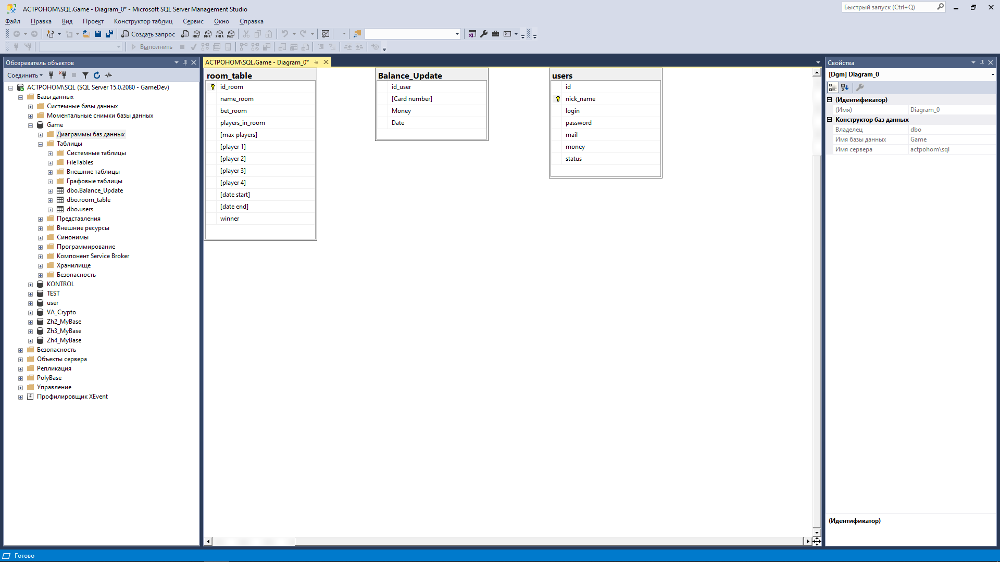 АСТРОНОМ\SQL.Game - Diagram_0* - Microsoft SQL Server Management Studio
Быстрый запуск (Ctrl+Q)
Файл Правка Вид Проект Конструктор таблиц Сервис Окно Справка
Создать запрос
MDX DMX XMLA DAX
Выполнить
Обозреватель объектов
Соединить
АСТРОНОМ\SQL (SQL Server 15.0.2080 - GameDev)
Базы данных
Системные базы данных
Моментальные снимки базы данных
Game
Диаграммы баз данных
Таблицы
Системные таблицы
FileTables
Внешние таблицы
Графовые таблицы
dbo.Balance_Update
dbo.room_table
dbo.users
Представления
Внешние ресурсы
Синонимы
Программирование
Компонент Service Broker
Хранилище
Безопасность
KONTROL
TEST
user
VA_Crypto
Zh2_MyBase
Zh3_MyBase
Zh4_MyBase
Безопасность
Объекты сервера
Репликация
PolyBase
Управление
Профилировщик XEvent
АСТРОНОМ\SQL.Game - Diagram_0*
room_table
id_room
name_room
bet_room
players_in_room
[max players]
[player 1]
[player 2]
[player 3]
[player 4]
[date start]
[date end]
winner
Balance_Update
id_user
[Card number]
Money
Date
users
id
nick_name
login
password
mail
money
status
Свойства
[Dgm] Diagram_0
(Идентификатор)
(Имя) Diagram_0
Конструктор баз данных
Владелец dbo
Имя базы данных Game
Имя сервера actpohom\sql
(Идентификатор)
Готово